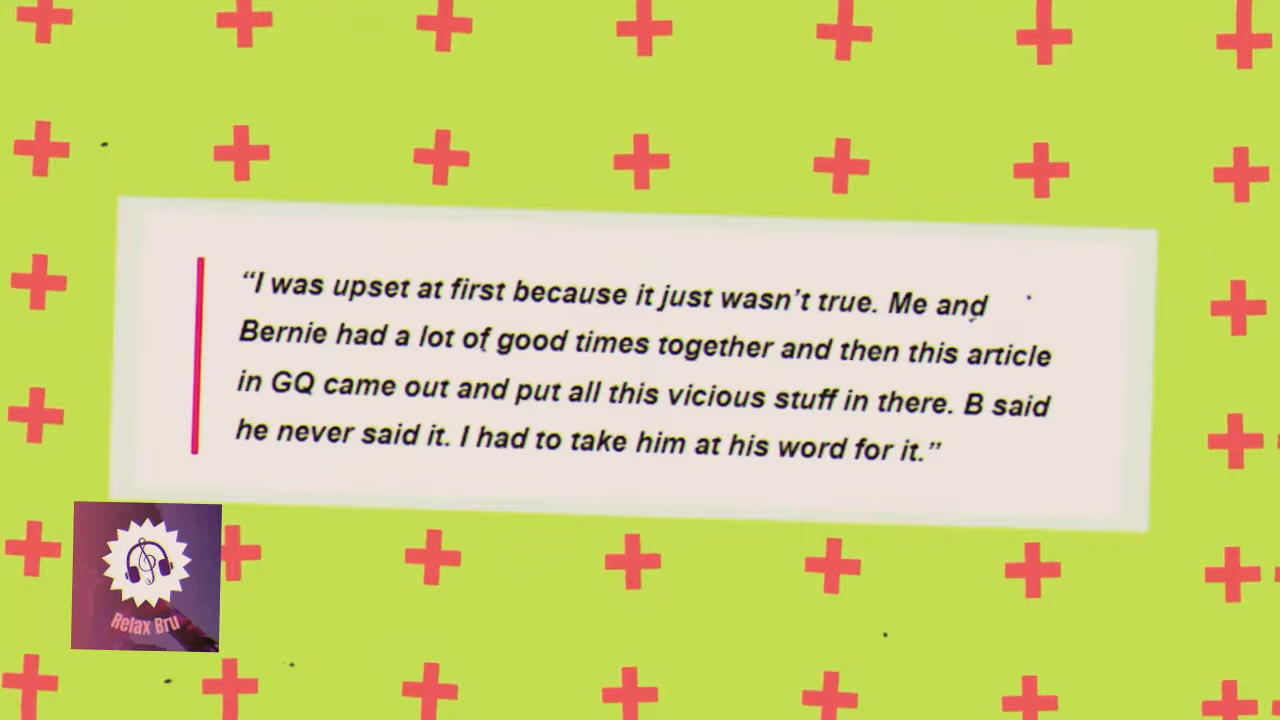 “I was upset at first because it just wasn’t true. Me and
Bernie had a lot of good times together and then this article
in GQ came out and put all this vicious stuff in there. B said
he never said it. I had to take him at his word for it.”
Relax Bru